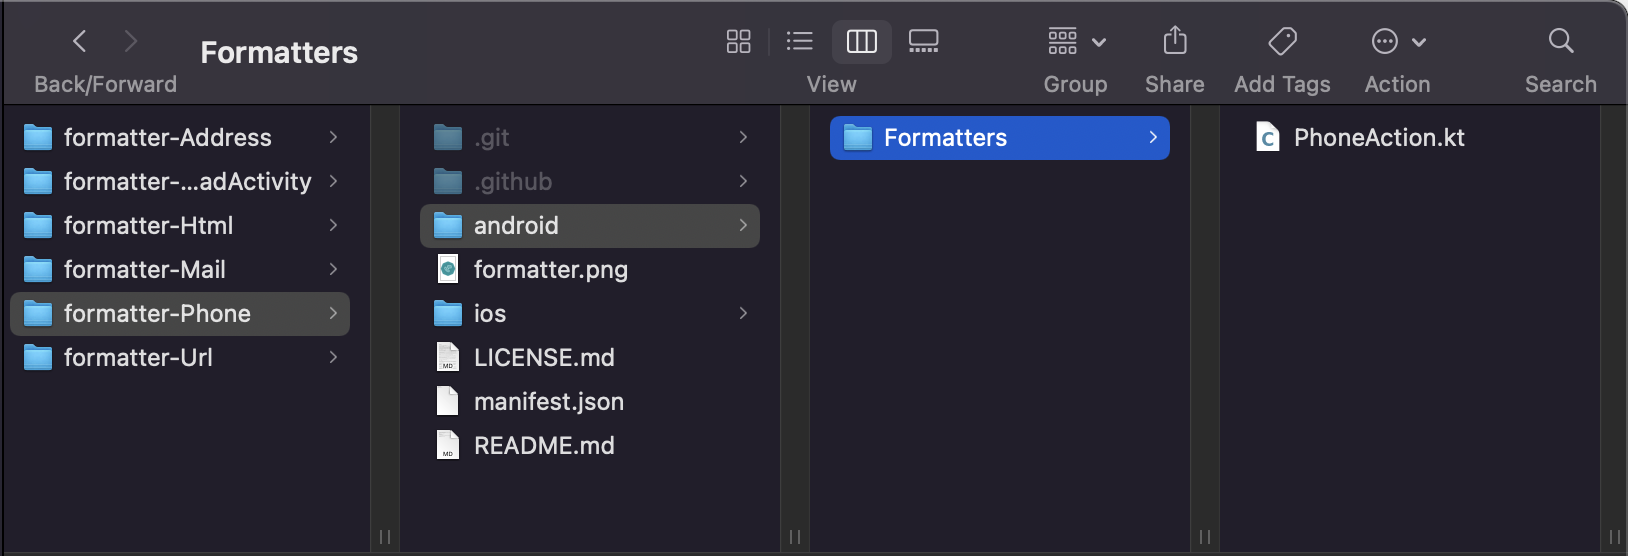 Formatters
Back/Forward
View
Group
Share
Add Tags
Action
Search
formatter-Address
formatter-...adActivity
formatter-Html
formatter-Mail
formatter-Phone
formatter-Url
.git
.github
android
formatter.png
ios
LICENSE.md
manifest.json
README.md
Formatters
PhoneAction.kt